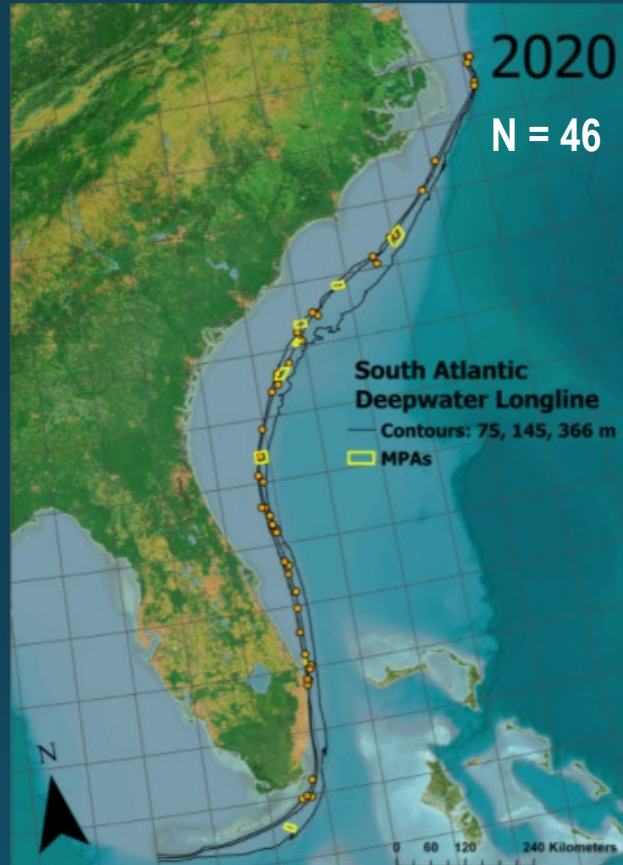 2020
N = 46
South Atlantic
Deepwater Longline
Contours: 75, 145, 366 m
MPAs
N
0 60 120 240 Kilometers